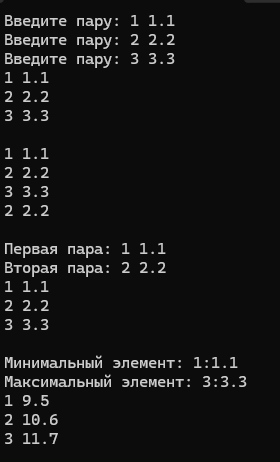 Введите пару: 1 1.1
Введите пару: 2 2.2
Введите пару: 3 3.3
1 1.1
2 2.2
3 3.3
1 1.1
2 2.2
3 3.3
2 2.2
Первая пара: 1 1.1
Вторая пара: 2 2.2
1 1.1
2 2.2
3 3.3
Минимальный элемент: 1:1.1
Максимальный элемент: 3:3.3
1 9.5
2 10.6
3 11.7